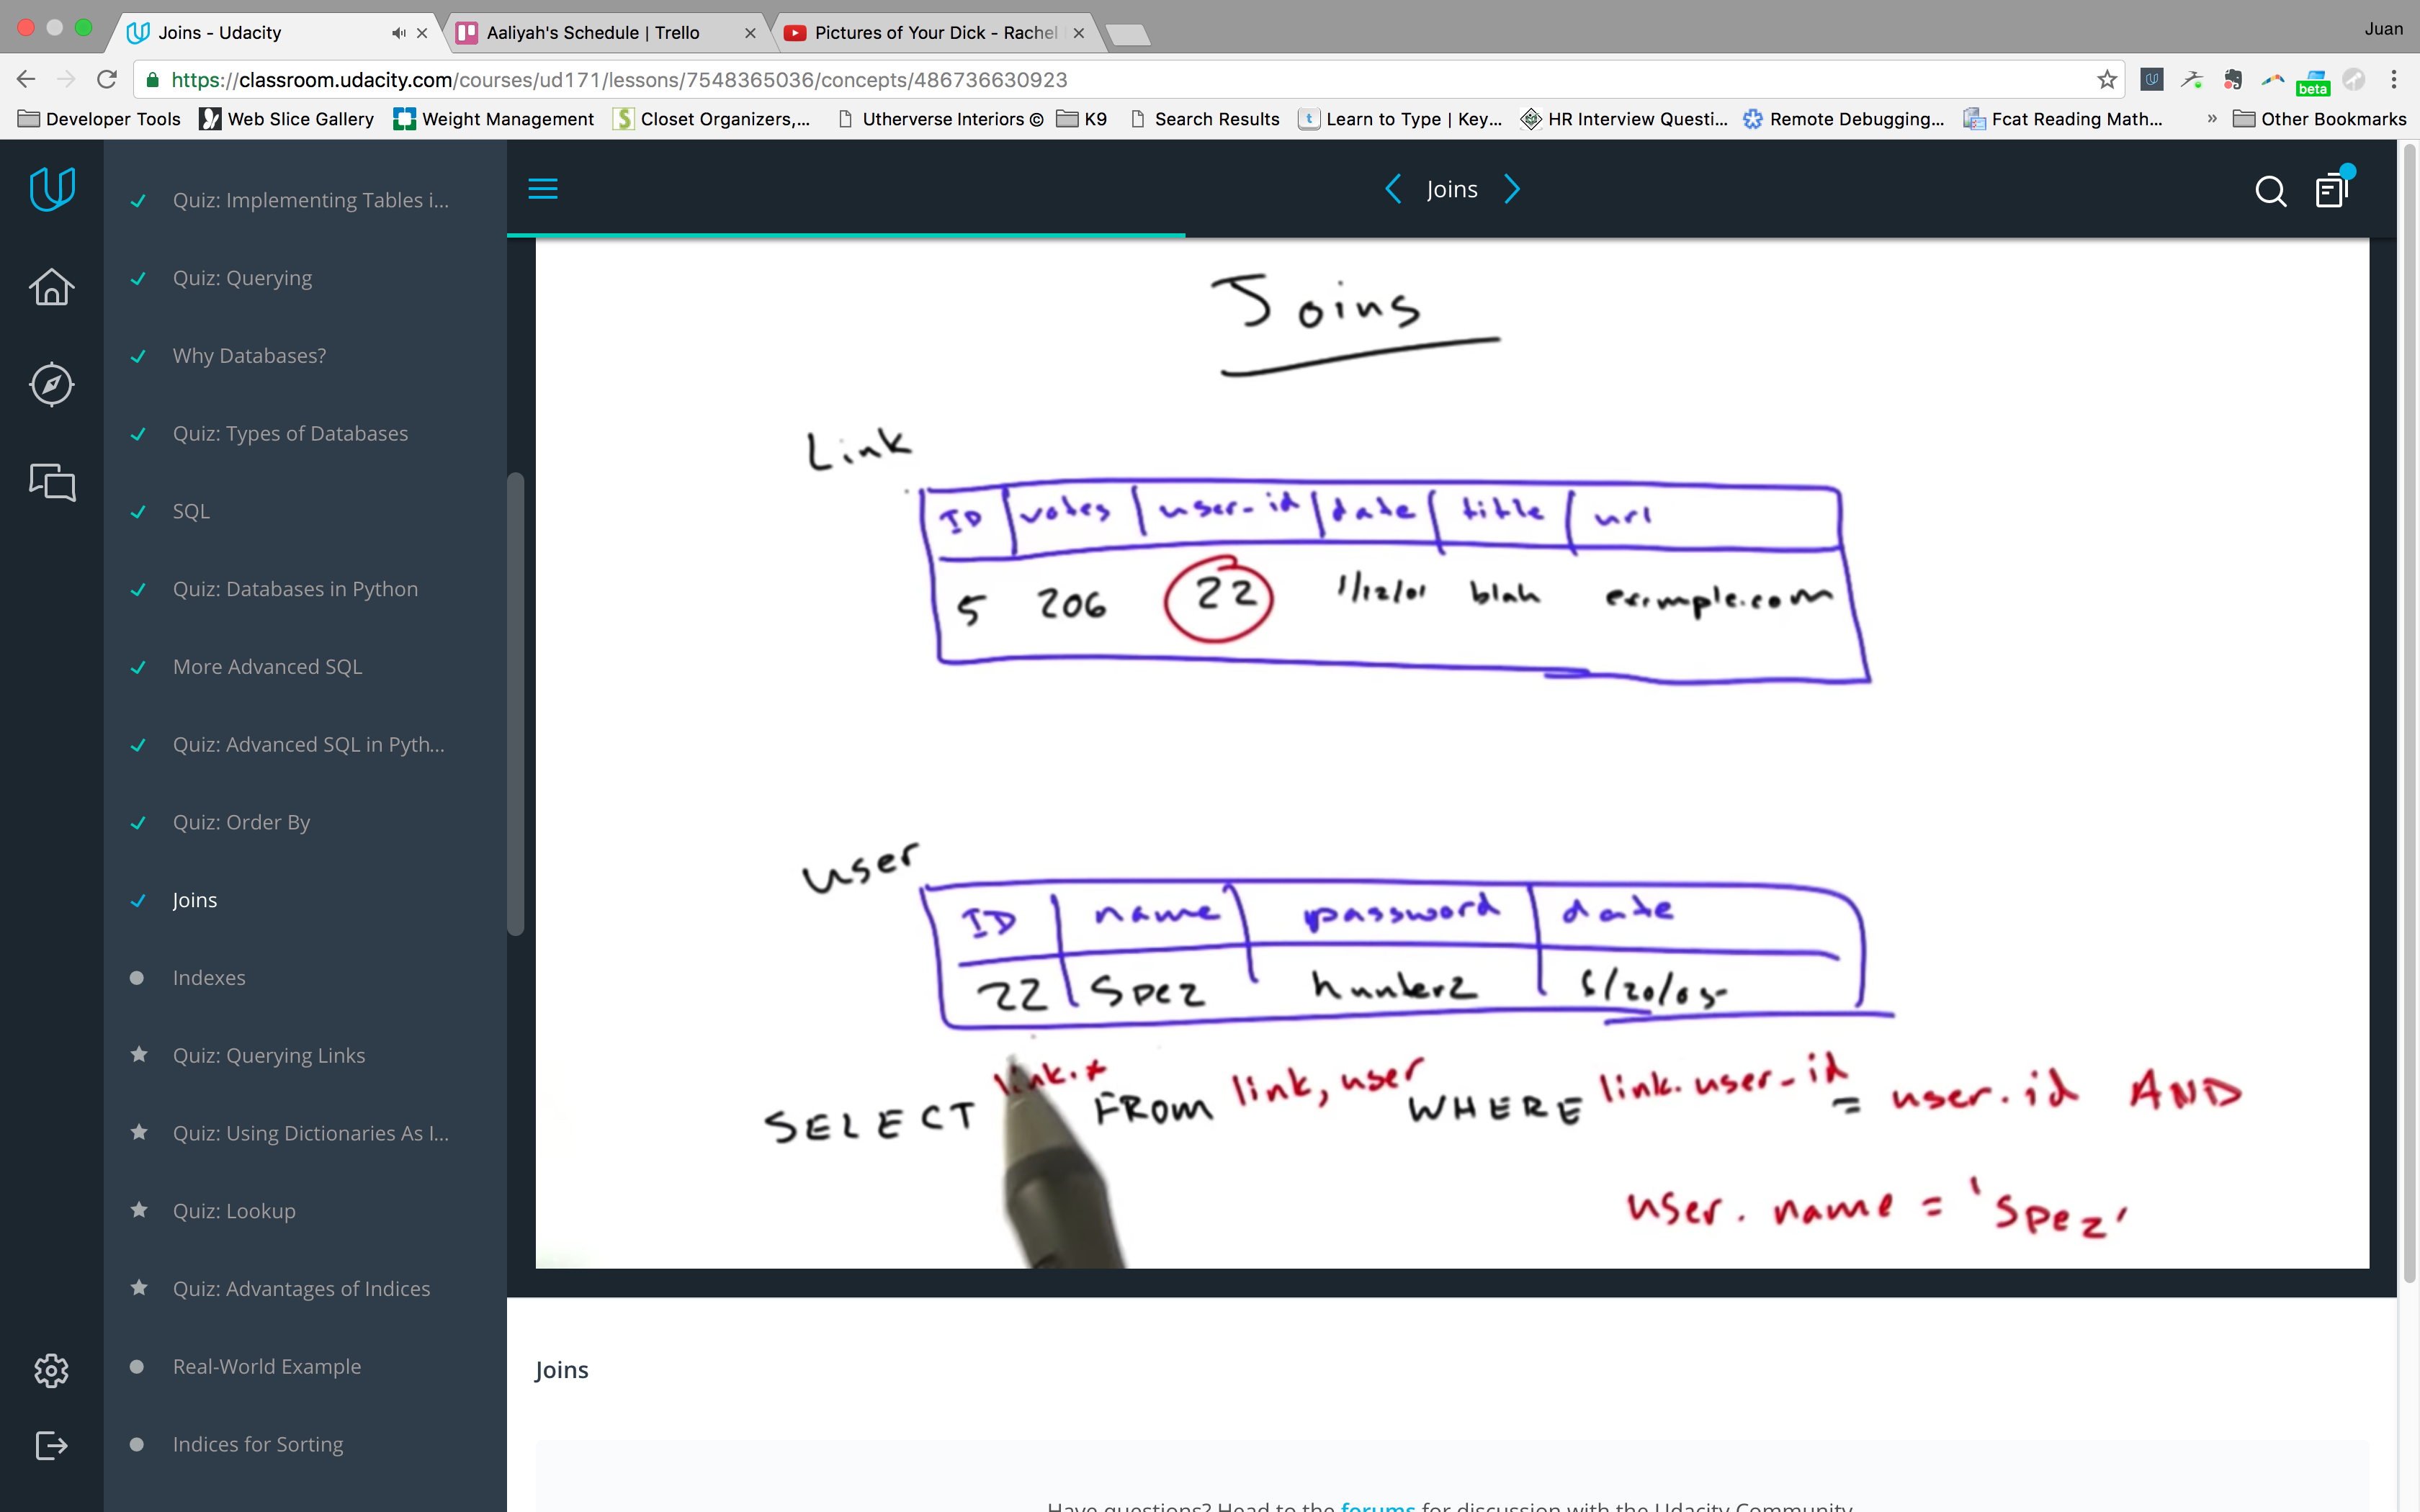 Joins - Udacity
Aaliyah's Schedule | Trello
Pictures of Your Dick - Rachel
Juan
https://classroom.udacity.com/courses/ud171/lessons/7548365036/concepts/486736630923
beta
Developer Tools Web Slice Gallery Weight Management Closet Organizers,... Utherverse Interiors © K9 Search Results Learn to Type | Key... HR Interview Questi... Remote Debugging... Fcat Reading Math... » Other Bookmarks
Joins
Quiz: Implementing Tables i...
Quiz: Querying
Why Databases?
Quiz: Types of Databases
SQL
Quiz: Databases in Python
More Advanced SQL
Quiz: Advanced SQL in Pyth...
Quiz: Order By
Joins
Indexes
Quiz: Querying Links
Quiz: Using Dictionaries As I...
Quiz: Lookup
Quiz: Advantages of Indices
Real-World Example
Indices for Sorting
Joins
Link
ID votes user-id date title url
5 206 22 1/12/01 blah example.com
user
ID name password date
22 Spez hunter2 6/20/05
SELECT link.* FROM link, user WHERE link.user-id = user.id AND
user.name = 'spez'
Joins
Have questions? Head to the forums for discussion with the Udacity Community.